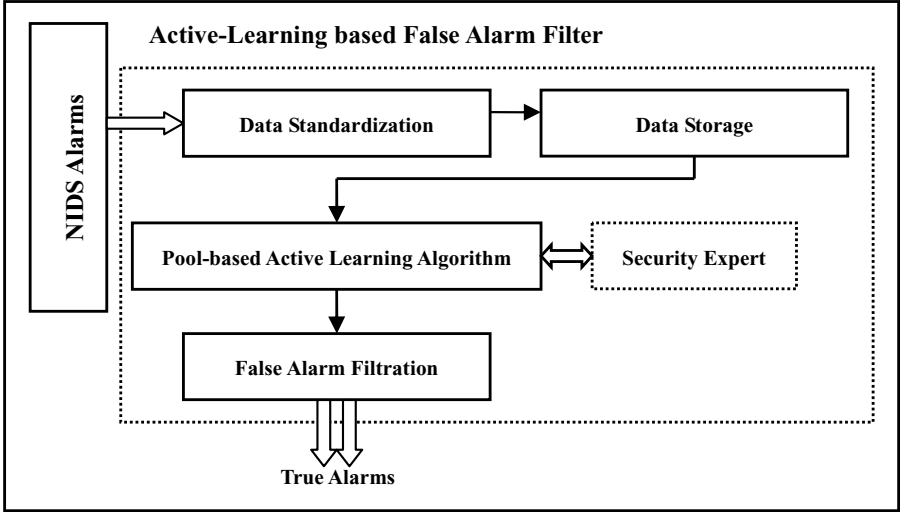 Active-Learning based False Alarm Filter
NIDS Alarms
Data Standardization
Data Storage
Pool-based Active Learning Algorithm
Security Expert
False Alarm Filtration
True Alarms